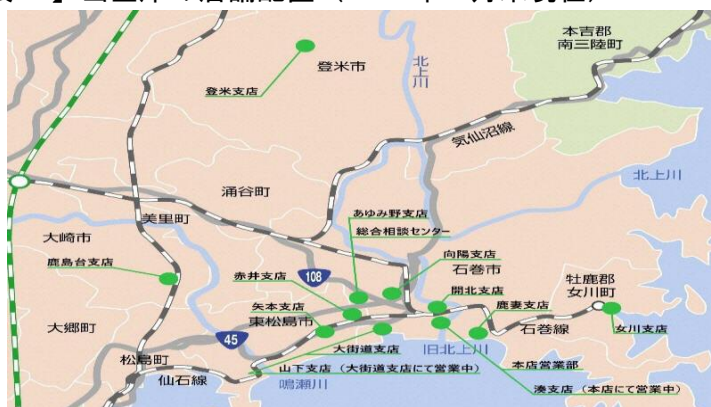 本吉郡
南三陸町
登米市
北上川
登米支店
気仙沼線
北上川
涌谷町
美里町
あゆみ野支店
総合相談センター
大崎市
向陽支店
石巻市
鹿島台支店
赤井支店
108
開北支店
牡鹿郡
女川町
矢本支店
鹿妻支店
大郷町
東松島市
石巻線
女川支店
45
大街道支店
旧北上川
松島町
山下支店(大街道支店にて営業中)
本店営業部
仙石線
鳴瀬川
湊支店(本店にて営業中)